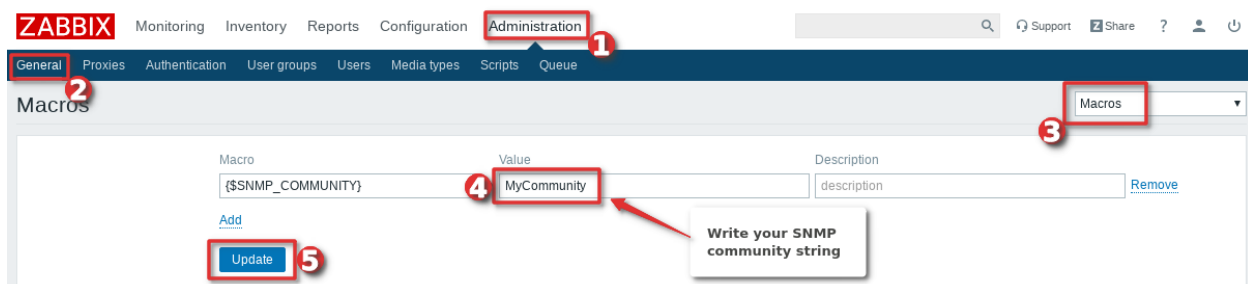 ZABBIX Monitoring Inventory Reports Configuration Administration Support Z Share ?
1
General Proxies Authentication User groups Users Media types Scripts Queue
2
Macros Macros
3
Macro Value Description
{$SNMP_COMMUNITY} 4 MyCommunity description Remove
Add
Write your SNMP
community string
Update 5